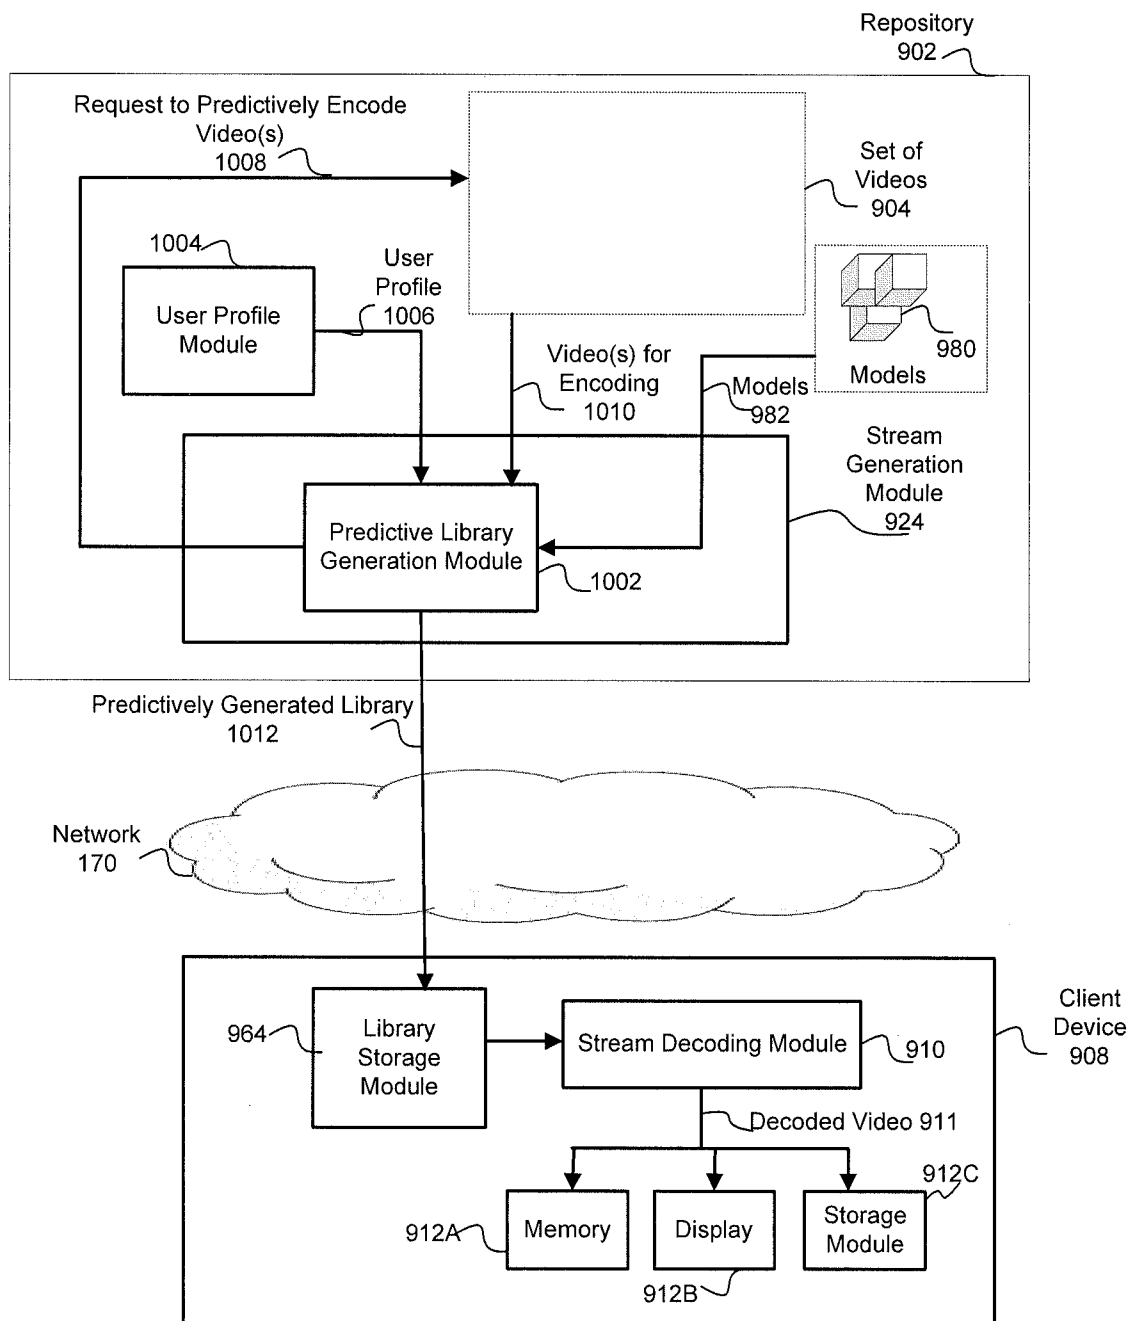 Repository
902
Request to Predictively Encode
Video(s)
1008
Set of
Videos
904
1004
User Profile
Module
User
Profile
1006
980
Models
Video(s) for
Encoding
1010
Models
982
Stream
Generation
Module
924
Predictive Library
Generation Module
1002
Predictively Generated Library
1012
Network
170
Client
Device
908
964
Library
Storage
Module
Stream Decoding Module
910
Decoded Video 911
912A
Memory
Display
912B
Storage
Module
912C